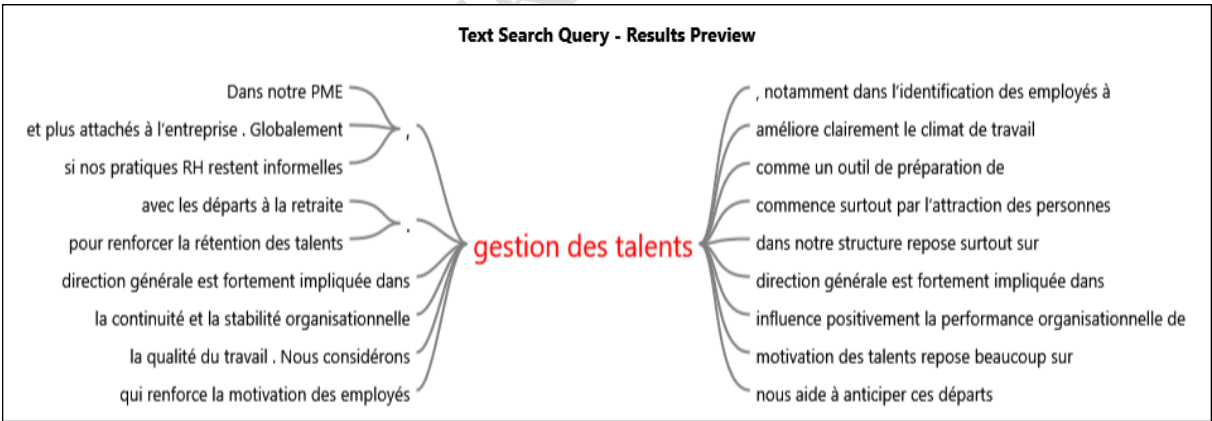 Text Search Query - Results Preview
Dans notre PME
et plus attachés à l'entreprise . Globalement
si nos pratiques RH restent informelles
,
avec les départs à la retraite
pour renforcer la rétention des talents
.
direction générale est fortement impliquée dans
la continuité et la stabilité organisationnelle
la qualité du travail . Nous considérons
qui renforce la motivation des employés
gestion des talents
, notamment dans l'identification des employés à
améliore clairement le climat de travail
comme un outil de préparation de
commence surtout par l'attraction des personnes
dans notre structure repose surtout sur
direction générale est fortement impliquée dans
influence positivement la performance organisationnelle de
motivation des talents repose beaucoup sur
nous aide à anticiper ces départs